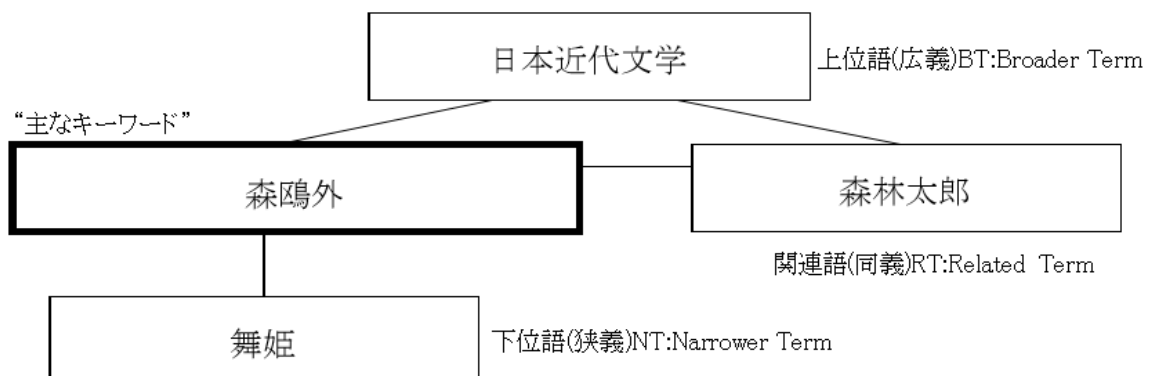 日本近代文学
上位語(広義)BT:Broader Term
“主なキーワード”
森鴎外
森林太郎
関連語(同義)RT:Related Term
舞姫
下位語(狭義)NT:Narrower Term